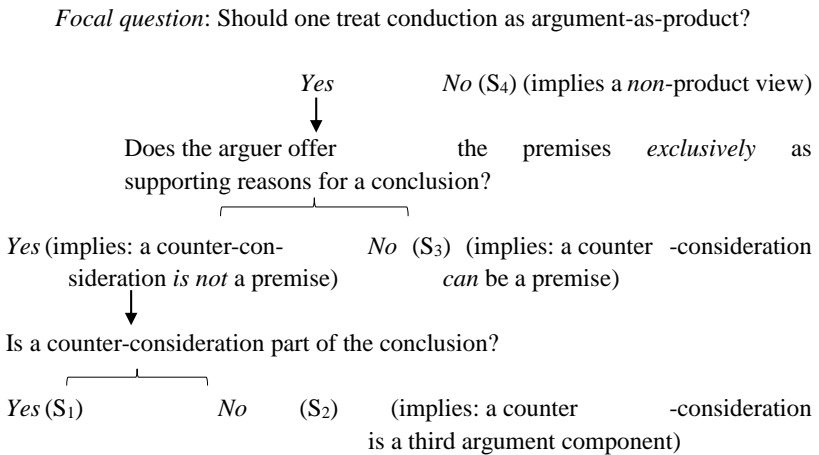 Focal question: Should one treat conduction as argument-as-product?
Yes No (S₄) (implies a non-product view)
Does the arguer offer the premises exclusively as
supporting reasons for a conclusion?
Yes (implies: a counter-con- No (S₃) (implies: a counter -consideration
sideration is not a premise) can be a premise)
Is a counter-consideration part of the conclusion?
Yes (S₁) No (S₂) (implies: a counter -consideration
is a third argument component)